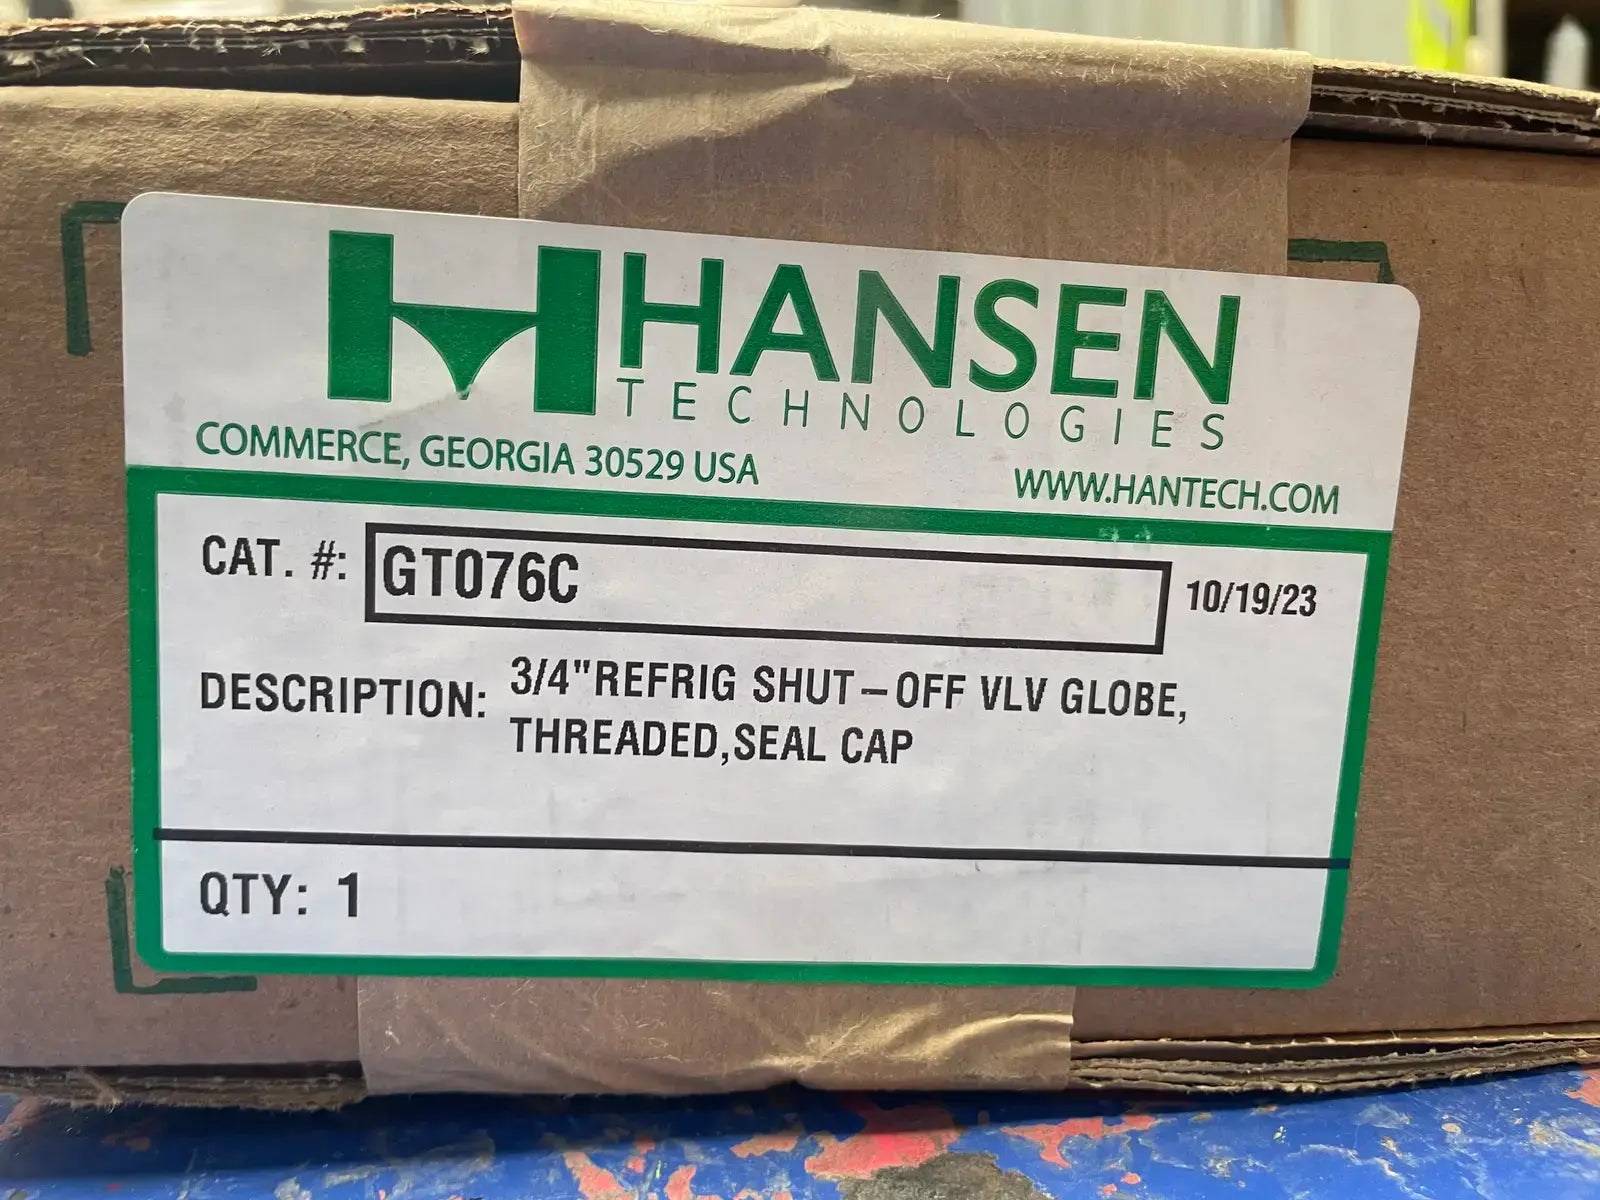 HANSEN
TECHNOLOGIES
COMMERCE, GEORGIA 30529 USA
WWW.HANTECH.COM
CAT. #: GT076C 10/19/23
DESCRIPTION: 3/4"REFRIG SHUT-OFF VLV GLOBE,
THREADED,SEAL CAP
QTY: 1